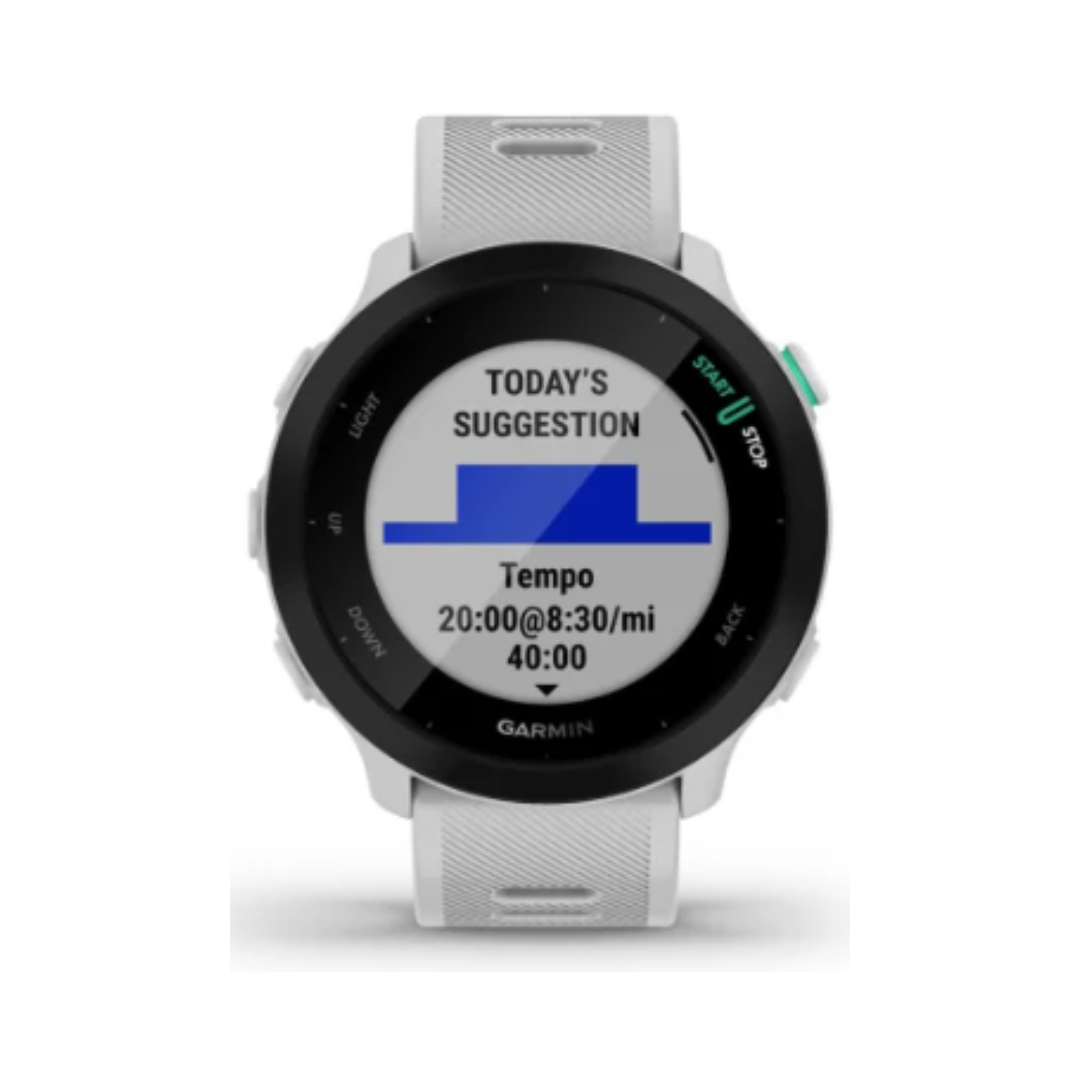 TODAY'S
SUGGESTION
Tempo
20:00@8:30/mi
40:00
START
STOP
LIGHT
UP
DOWN
BACK
GARMIN